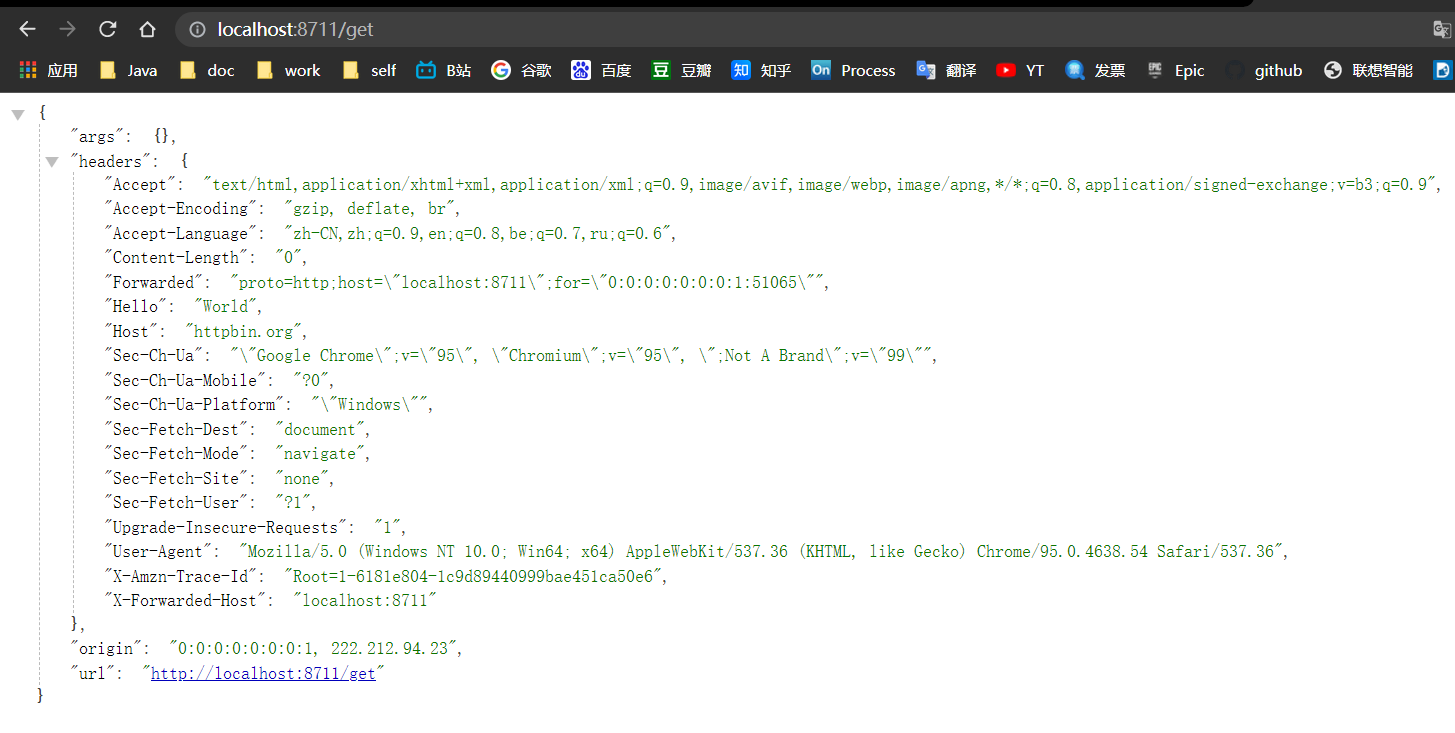 localhost:8711/get
应用 Java doc work self B站 谷歌 百度 豆瓣 知乎 Process 翻译 YT 发票 Epic github 联想智能
{
"args": {},
"headers": {
"Accept": "text/html,application/xhtml+xml,application/xml;q=0.9,image/avif,image/webp,image/apng,*/*;q=0.8,application/signed-exchange;v=b3;q=0.9",
"Accept-Encoding": "gzip, deflate, br",
"Accept-Language": "zh-CN,zh;q=0.9,en;q=0.8,be;q=0.7,ru;q=0.6",
"Content-Length": "0",
"Forwarded": "proto=http;host=\"localhost:8711\";for=\"0:0:0:0:0:0:0:1:51065\"",
"Hello": "World",
"Host": "httpbin.org",
"Sec-Ch-Ua": "\"Google Chrome\";v=\"95\", \"Chromium\";v=\"95\", \";Not A Brand\";v=\"99\"",
"Sec-Ch-Ua-Mobile": "?0",
"Sec-Ch-Ua-Platform": "\"Windows\"",
"Sec-Fetch-Dest": "document",
"Sec-Fetch-Mode": "navigate",
"Sec-Fetch-Site": "none",
"Sec-Fetch-User": "?1",
"Upgrade-Insecure-Requests": "1",
"User-Agent": "Mozilla/5.0 (Windows NT 10.0; Win64; x64) AppleWebKit/537.36 (KHTML, like Gecko) Chrome/95.0.4638.54 Safari/537.36",
"X-Amzn-Trace-Id": "Root=1-6181e804-1c9d89440999bae451ca50e6",
"X-Forwarded-Host": "localhost:8711"
},
"origin": "0:0:0:0:0:0:0:1, 222.212.94.23",
"url": "http://localhost:8711/get"
}